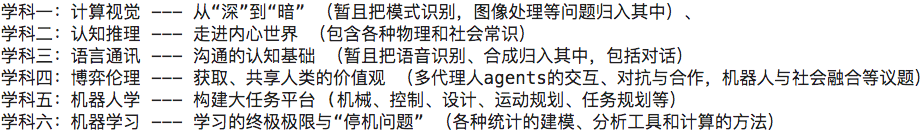 学科一：计算视觉 --- 从“深”到“暗” （暂且把模式识别，图像处理等问题归入其中）、
学科二：认知推理 --- 走进内心世界 （包含各种物理和社会常识）
学科三：语言通讯 --- 沟通的认知基础 （暂且把语音识别、合成归入其中，包括对话）
学科四：博弈伦理 --- 获取、共享人类的价值观 （多代理人agents的交互、对抗与合作，机器人与社会融合等议题）
学科五：机器人学 --- 构建大任务平台（机械、控制、设计、运动规划、任务规划等）
学科六：机器学习 --- 学习的终极极限与“停机问题” （各种统计的建模、分析工具和计算的方法）